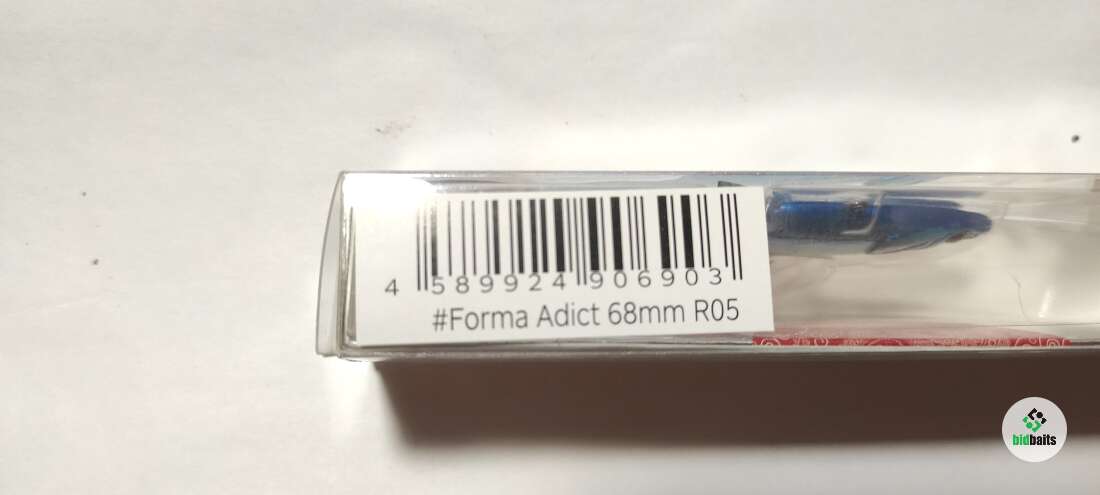 4 589924 906903
#Forma Adict 68mm R05
bidbaits